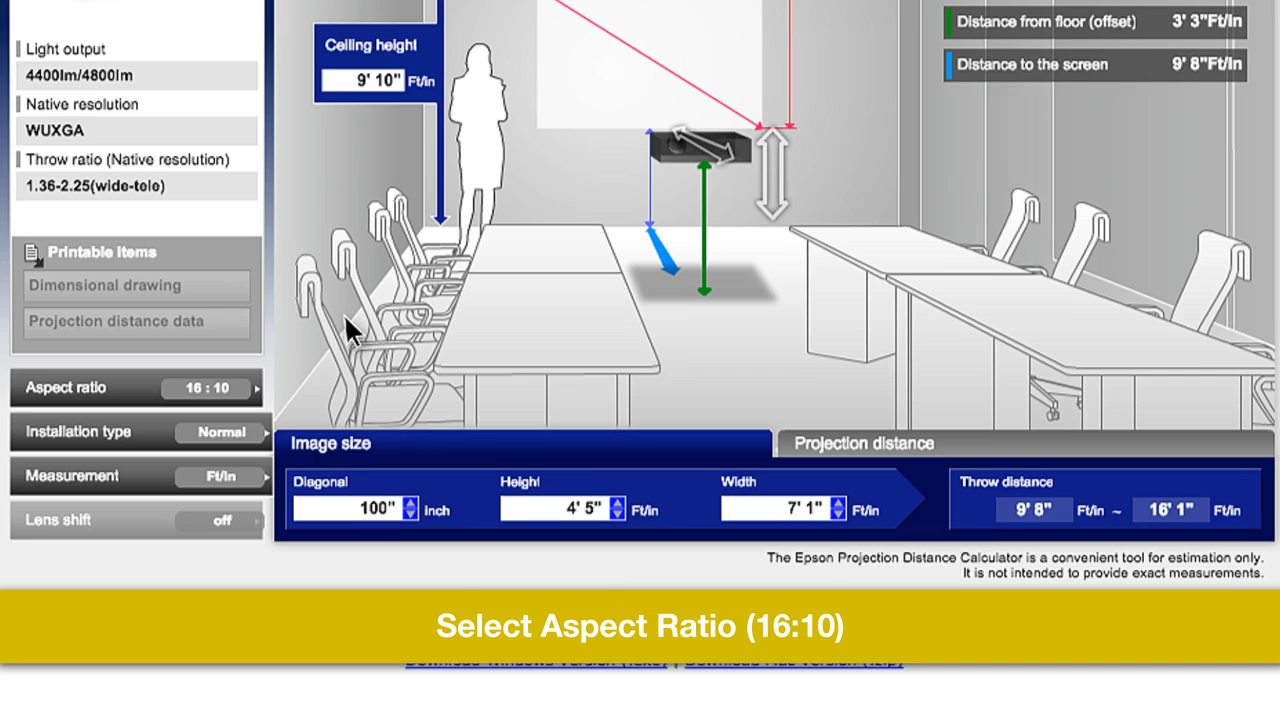 Light output
4400lm/4800lm
Native resolution
WUXGA
Throw ratio (Native resolution)
1.36-2.25(wide-tele)
Printable Items
Dimensional drawing
Projection distance data
Aspect ratio 16 : 10
Installation type Normal
Measurement Ft/in
Lens shift off
Ceiling height
9' 10" Ft/in
Distance from floor (offset) 3' 3"Ft/in
Distance to the screen 9' 8"Ft/in
Image size
Projection distance
Diagonal Height Width
100" inch 4' 5" Ft/in 7' 1" Ft/in
Throw distance
9' 8" Ft/in ~ 16' 1" Ft/in
The Epson Projection Distance Calculator is a convenient tool for estimation only.
It is not intended to provide exact measurements.
Select Aspect Ratio (16:10)